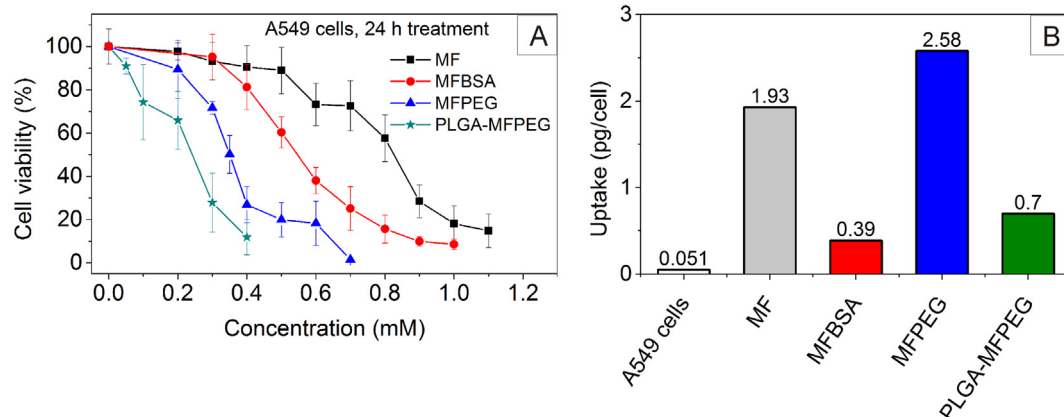 A549 cells, 24 h treatment
A
MF
MFBSA
MFPEG
PLGA-MFPEG
100
80
60
40
20
0
Cell viability (%)
0.0 0.2 0.4 0.6 0.8 1.0 1.2
Concentration (mM)
B
3
2
1
0
Uptake (pg/cell)
0.051
1.93
0.39
2.58
0.7
A549 cells
MF
MFBSA
MFPEG
PLGA-MFPEG